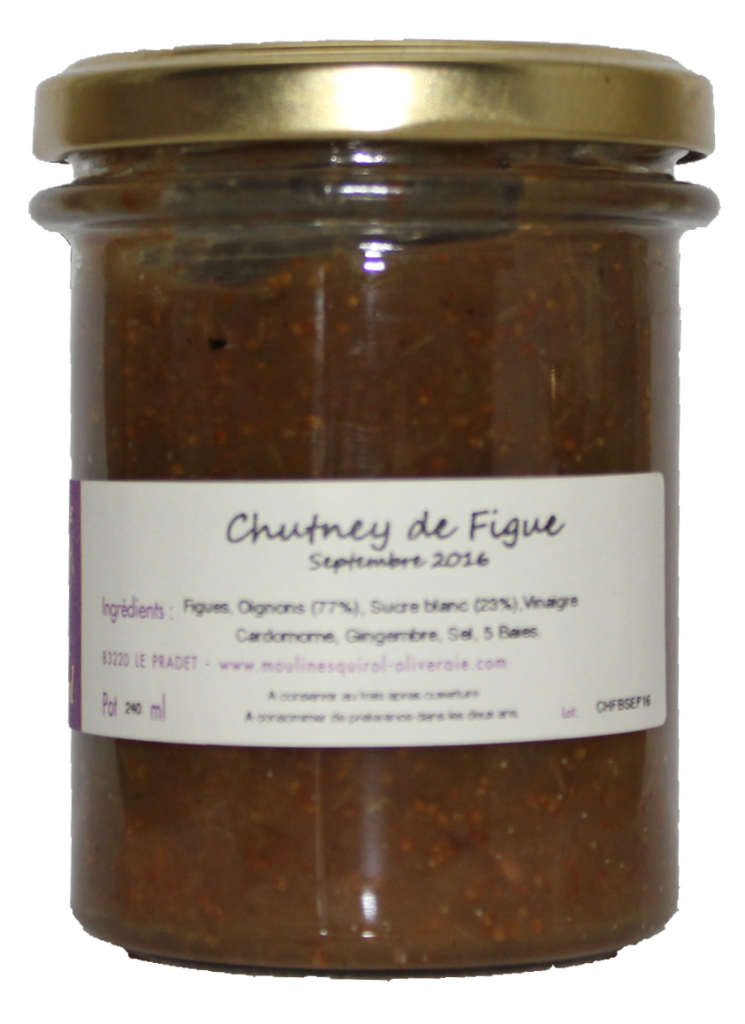 Chutney de Figue
Septembre 2016
Ingrédients : Figues, Oignons (77%), Sucre blanc (23%), Vinaigre
Cardomome, Gingembre, Sel, 5 Baies.
83220 LE PRADET - www.moulinesquirol-oliveraie.com
A conserver au frais apres ouverture
Pot 240 ml
A consommer de préférance dans les deux ans
Lot: CHFBSEP16